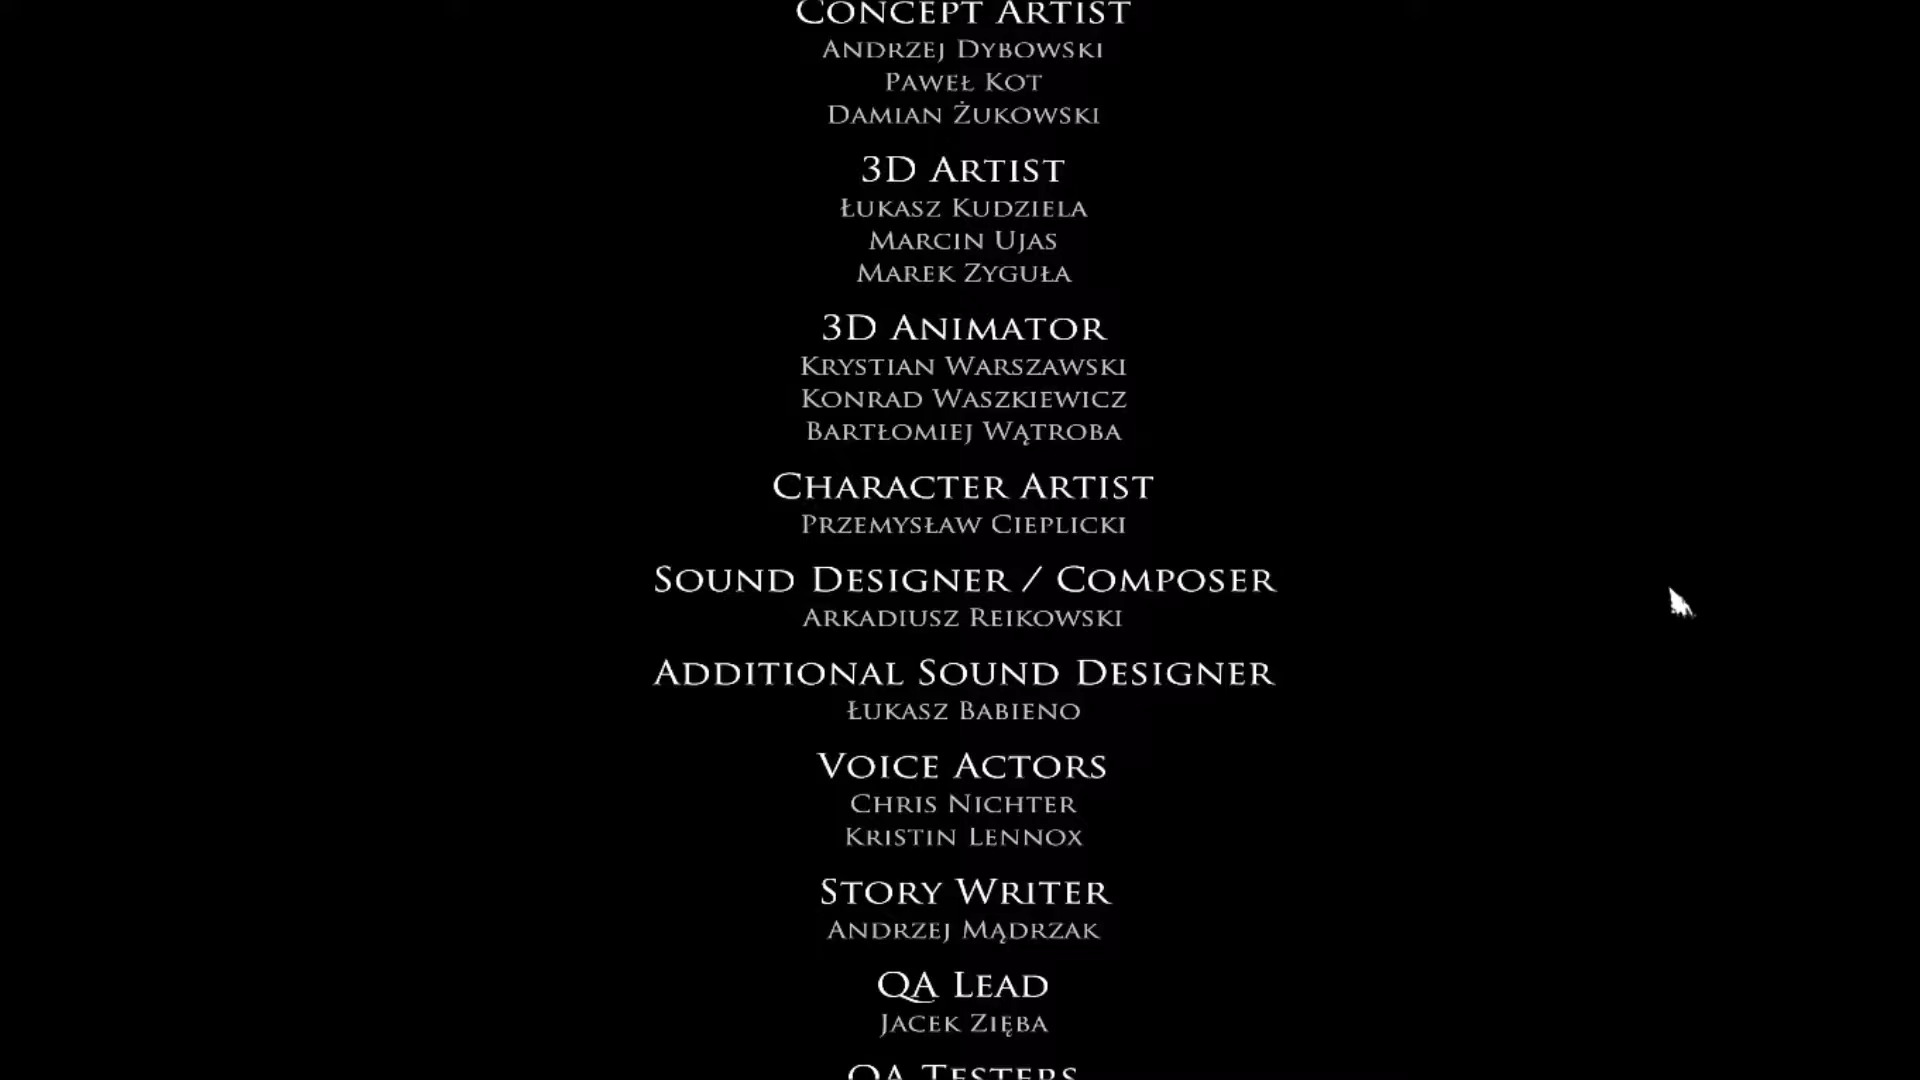 Concept Artist
Andrzej Dybowski
Paweł Kot
Damian Żukowski
3D Artist
Łukasz Kudziela
Marcin Ujas
Marek Zyguła
3D Animator
Krystian Warszawski
Konrad Waszkiewicz
Bartłomiej Wątroba
Character Artist
Przemysław Cieplicki
Sound Designer / Composer
Arkadiusz Reikowski
Additional Sound Designer
Łukasz Babieno
Voice Actors
Chris Nichter
Kristin Lennox
Story Writer
Andrzej Mądrzak
QA Lead
Jacek Zięba
QA Testers